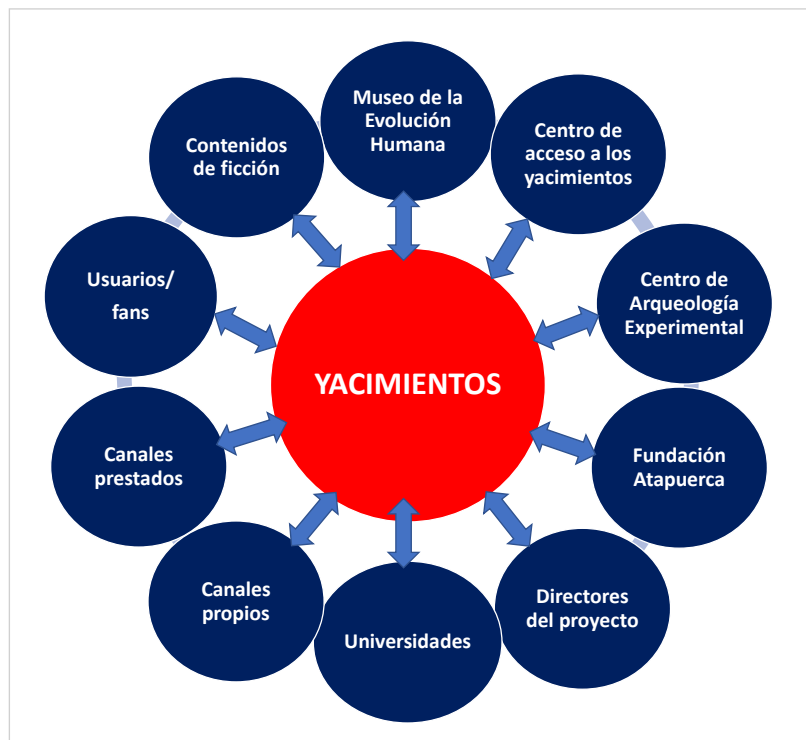 Museo de la
Evolución
Humana
Centro de
acceso a los
yacimientos
Centro de
Arqueología
Experimental
Fundación
Atapuerca
Directores
del proyecto
Universidades
Canales
propios
Canales
prestados
Usuarios/
fans
Contenidos
de ficción
YACIMIENTOS